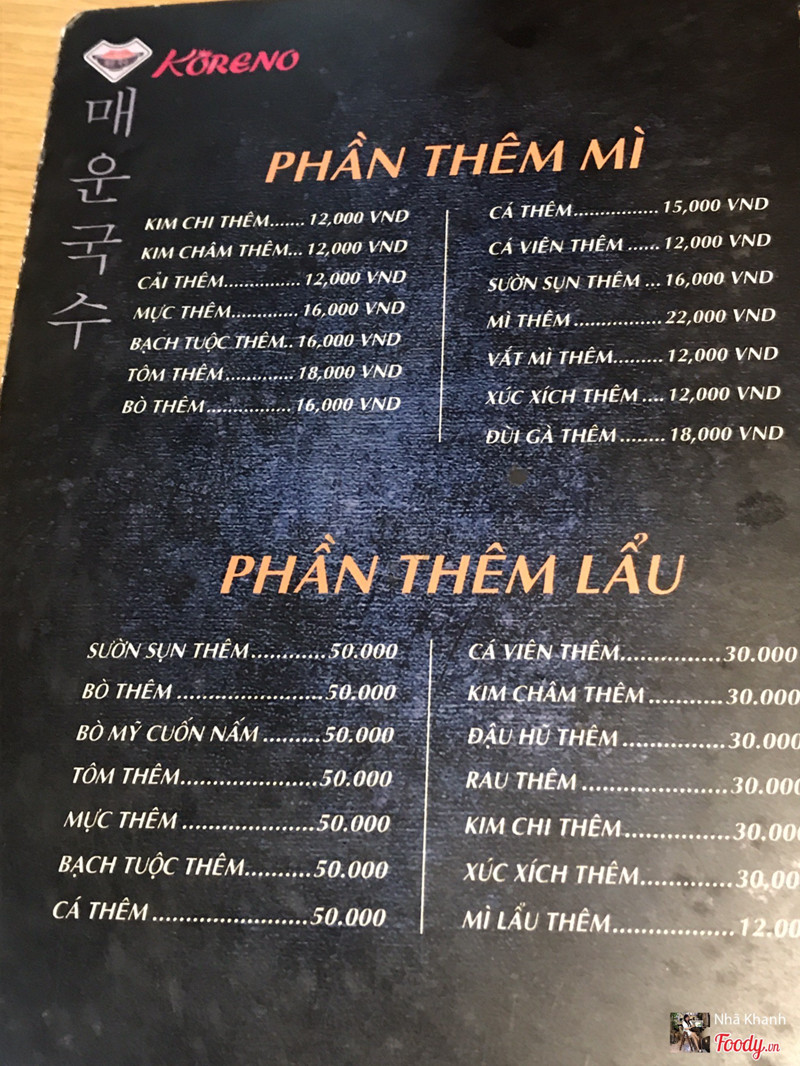 KORENO
매운국수
PHẦN THÊM MÌ
KIM CHI THÊM....... 12,000 VND
KIM CHÂM THÊM... 12,000 VND
CẢI THÊM............... 12,000 VND
MỰC THÊM............. 16,000 VND
BẠCH TUỘC THÊM.. 16,000 VND
TÔM THÊM............. 18,000 VND
BÒ THÊM................ 16,000 VND
CÁ THÊM................ 15,000 VND
CÁ VIÊN THÊM ...... 12,000 VND
SƯỜN SỤN THÊM ... 16,000 VND
MÌ THÊM ................ 22,000 VND
VẮT MÌ THÊM.......... 12,000 VND
XÚC XÍCH THÊM .... 12,000 VND
ĐÙI GÀ THÊM ........ 18,000 VND
PHẦN THÊM LẨU
SƯỜN SỤN THÊM............50.000
BÒ THÊM .......................50.000
BÒ MỸ CUỐN NẤM .........50.000
TÔM THÊM......................50.000
MỰC THÊM .....................50.000
BẠCH TUỘC THÊM..........50.000
CÁ THÊM ........................50.000
CÁ VIÊN THÊM...............30.000
KIM CHÂM THÊM ............30.000
ĐẬU HŨ THÊM ................30.000
RAU THÊM ......................30.000
KIM CHI THÊM.................30.000
XÚC XÍCH THÊM..............30,00
MÌ LẨU THÊM...................12.00
Nhã Khanh
Foody.vn